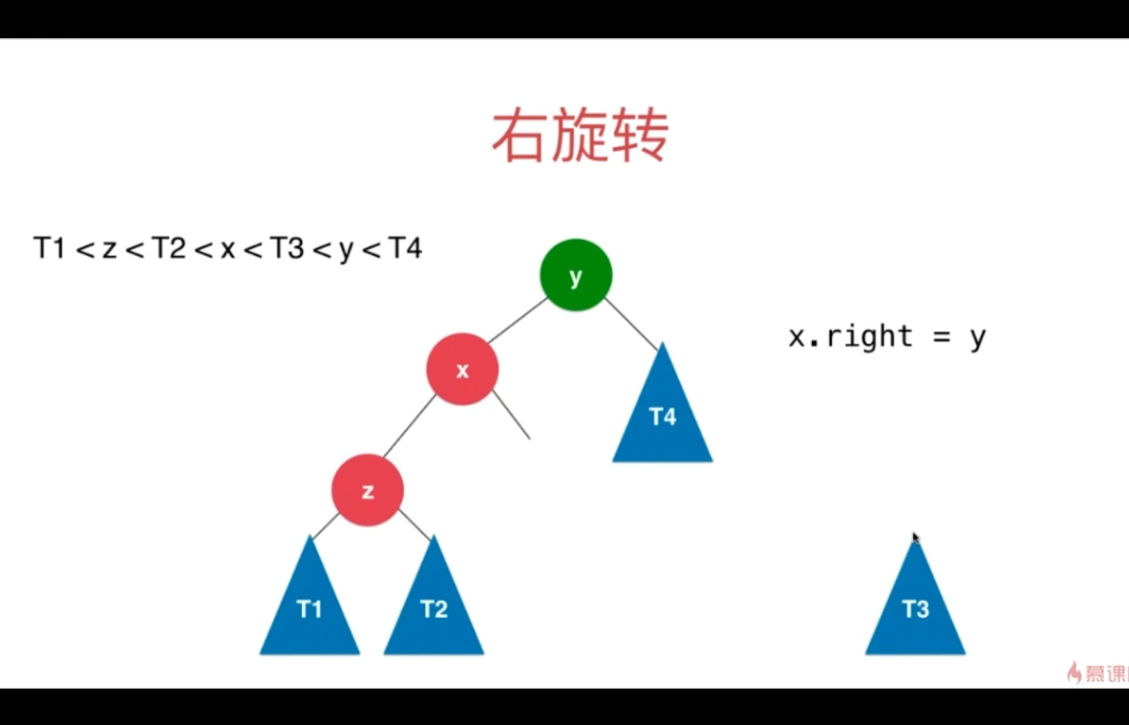 右旋转
T1 < z < T2 < x < T3 < y < T4
y
x.right = y
x
T4
z
T1
T2
T3
慕课